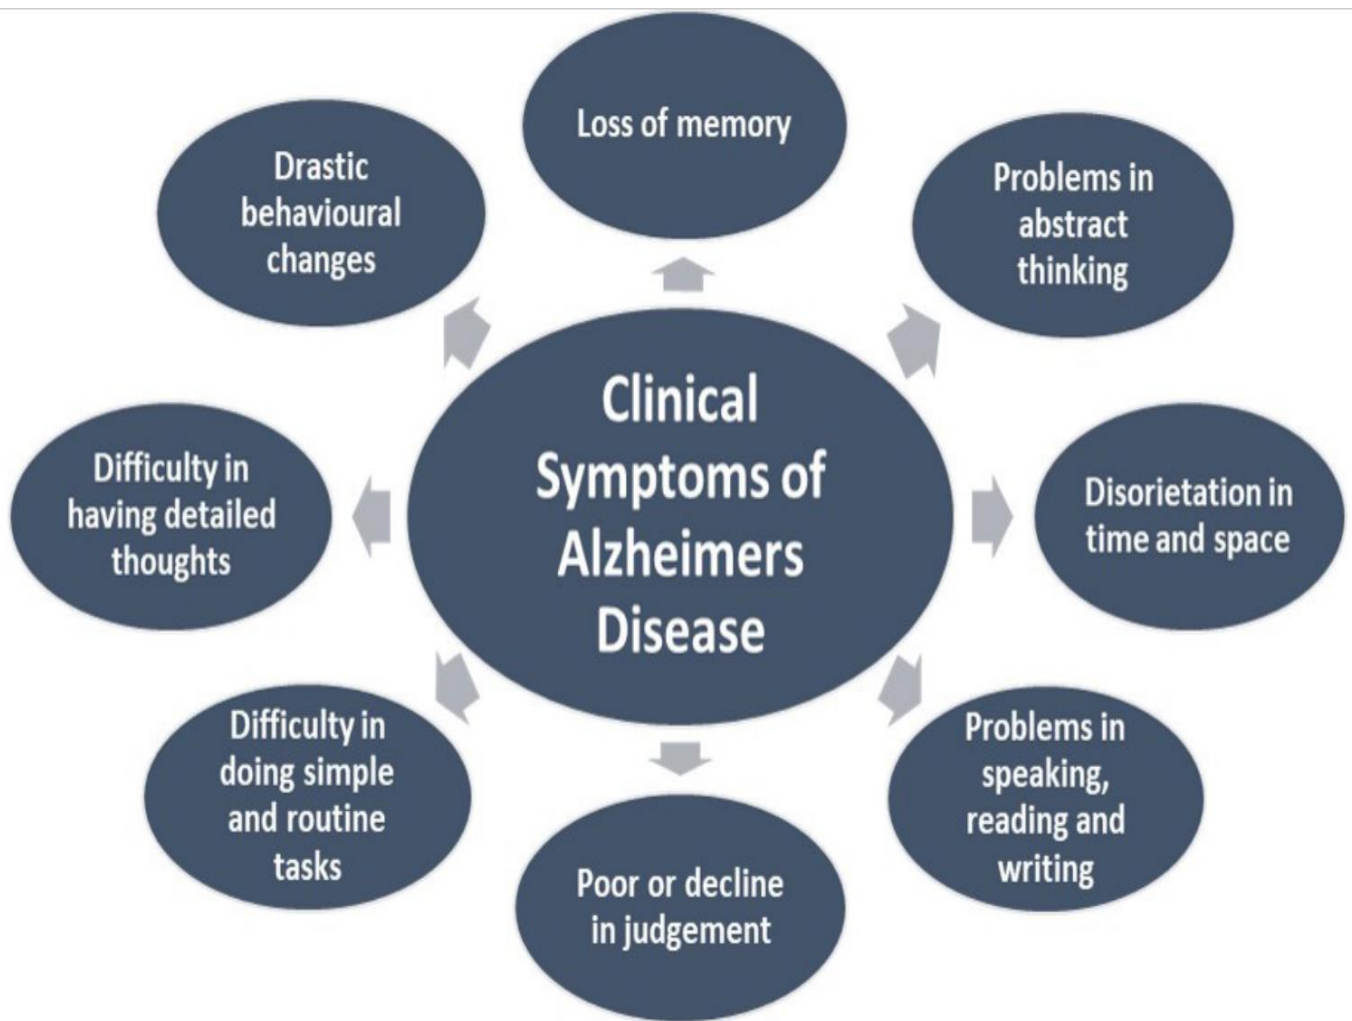 Loss of memory
Drastic
behavioural
changes
Problems in
abstract
thinking
Clinical
Symptoms of
Alzheimers
Disease
Difficulty in
having detailed
thoughts
Disorietation in
time and space
Difficulty in
doing simple
and routine
tasks
Problems in
speaking,
reading and
writing
Poor or decline
in judgement